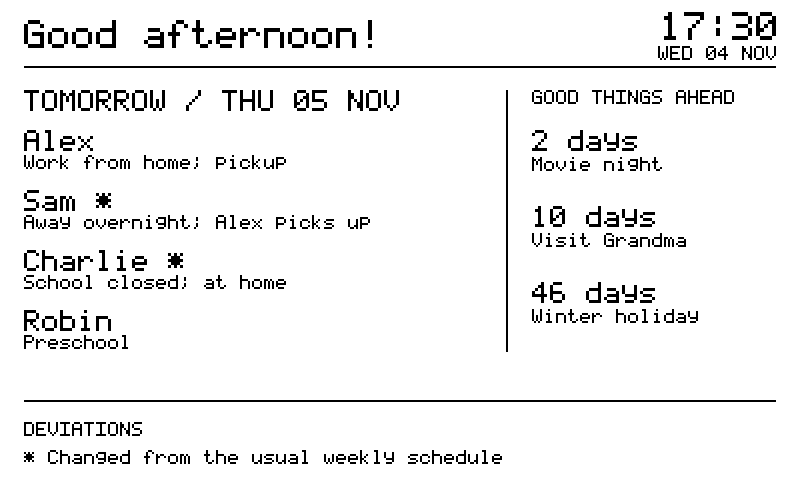 Good afternoon!
17:30
WED 04 NOV
TOMORROW / THU 05 NOV
Alex
Work from home; Pickup
Sam *
Away overnight; Alex Picks up
Charlie *
School closed; at home
Robin
Preschool
GOOD THINGS AHEAD
2 days
Movie night
10 days
Visit Grandma
46 days
Winter holiday
DEVIATIONS
* Changed from the usual weekly schedule